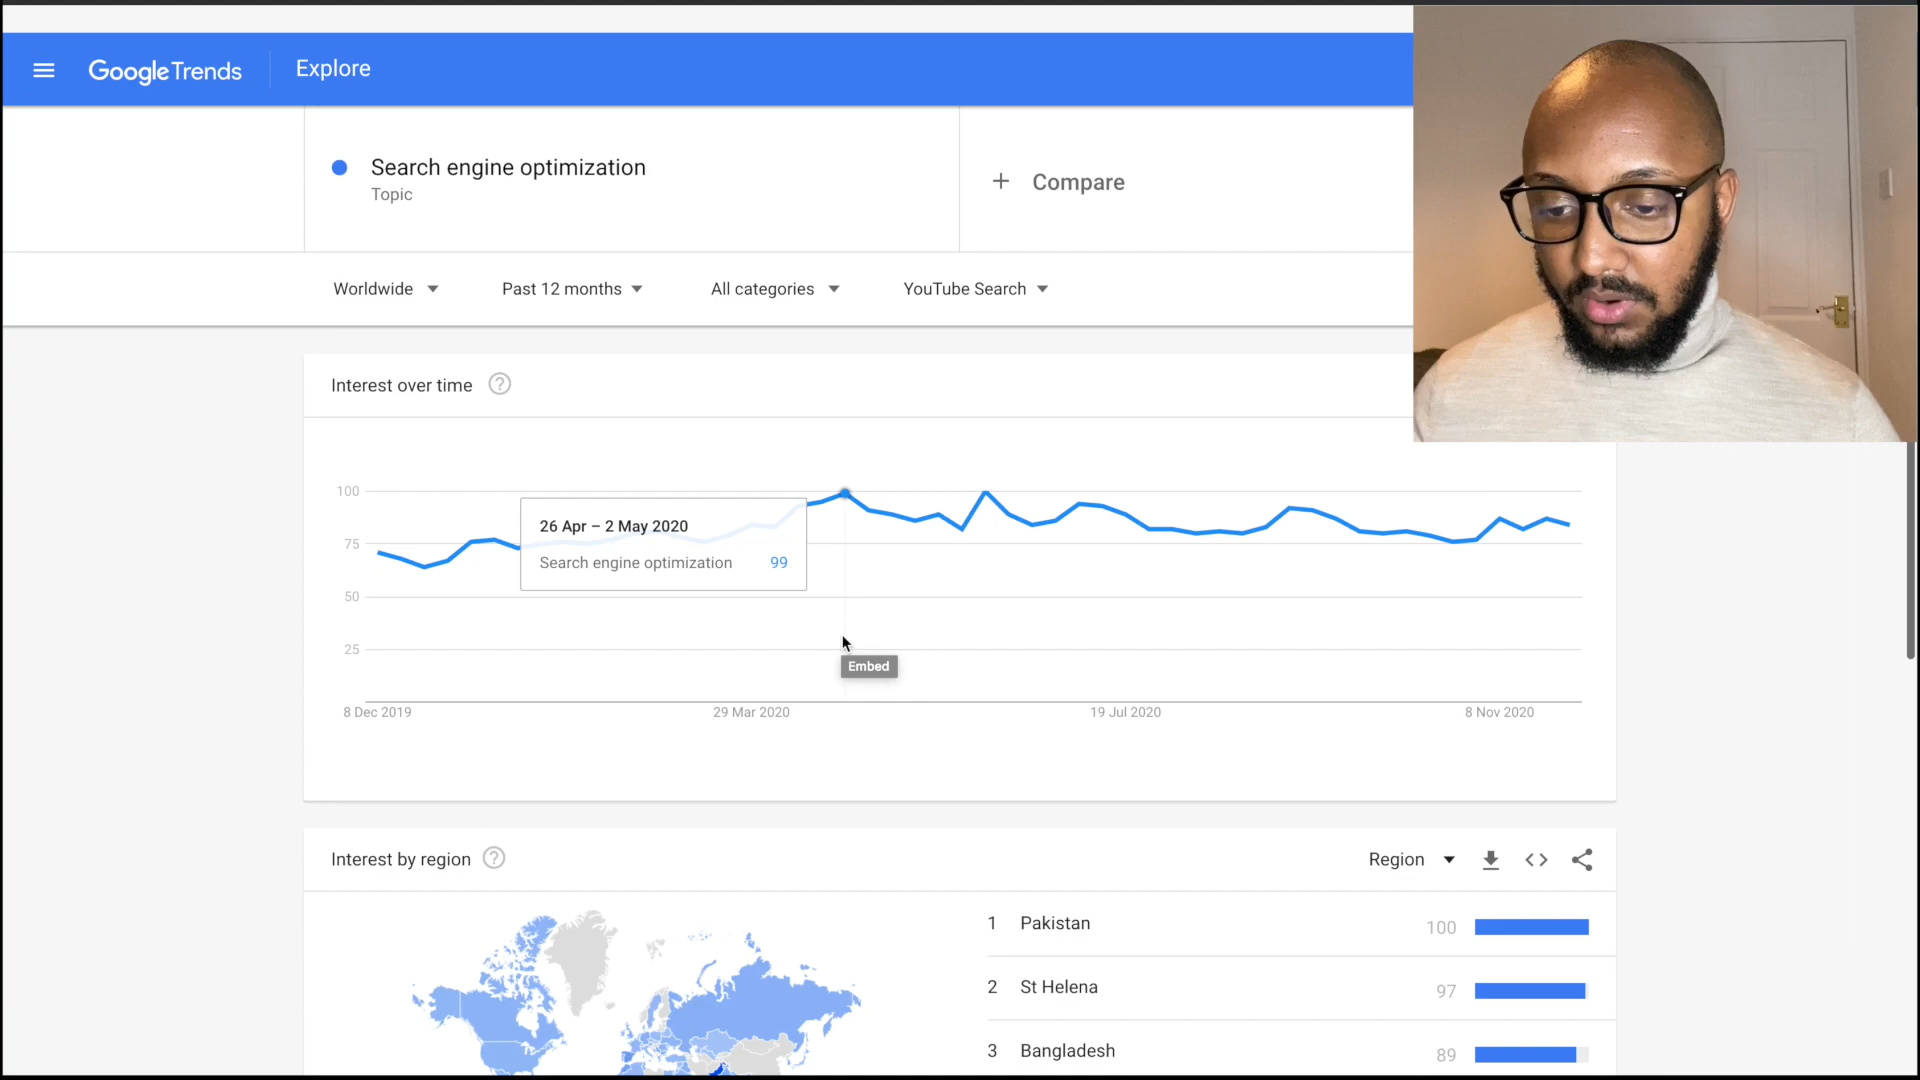 Google Trends
Explore
Search engine optimization
Topic
+ Compare
Worldwide
Past 12 months
All categories
YouTube Search
Interest over time
100
75
50
25
26 Apr – 2 May 2020
Search engine optimization 99
Embed
8 Dec 2019
29 Mar 2020
19 Jul 2020
8 Nov 2020
Interest by region
Region
1 Pakistan 100
2 St Helena 97
3 Bangladesh 89